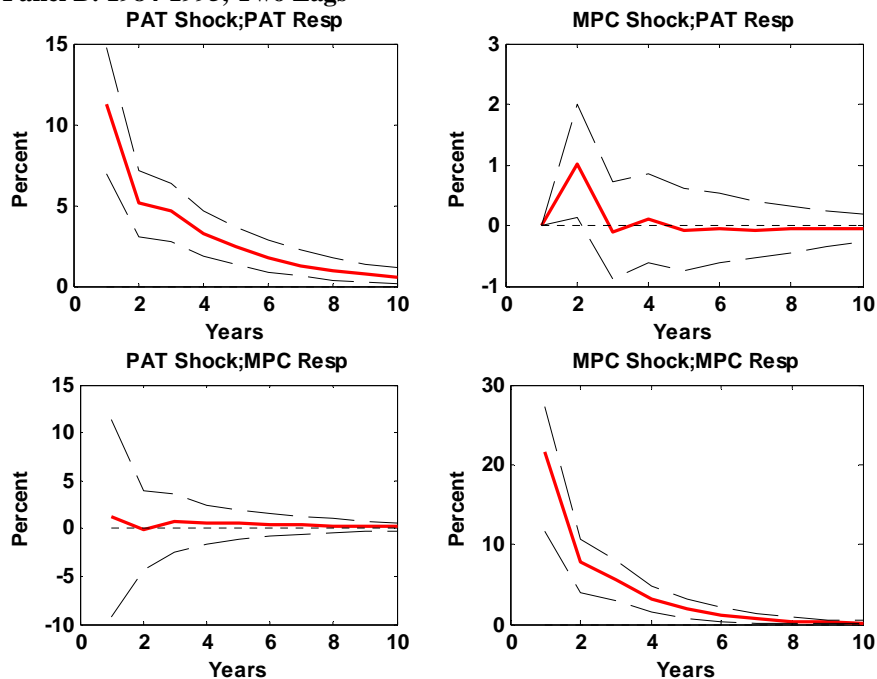 PAT Shock;PAT Resp
15
10
5
0
Percent
0 2 4 6 8 10
Years
MPC Shock;PAT Resp
3
2
1
0
-1
Percent
0 2 4 6 8 10
Years
PAT Shock;MPC Resp
15
10
5
0
-5
-10
Percent
0 2 4 6 8 10
Years
MPC Shock;MPC Resp
30
20
10
0
Percent
0 2 4 6 8 10
Years